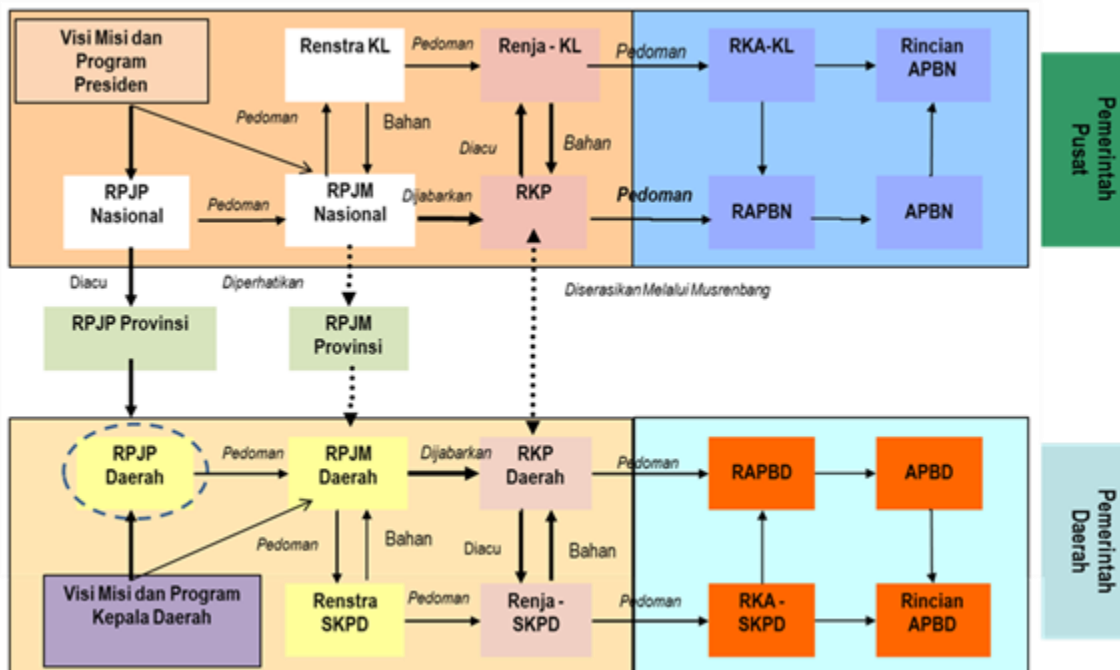 Visi Misi dan
Program
Presiden
Renstra KL
Pedoman
Renja - KL
Pedoman
RKA-KL
Rincian
APBN
Pemerintah
Pusat
Pedoman
Bahan
Diacu
Bahan
RPJP
Nasional
Pedoman
RPJM
Nasional
Dijabarkan
RKP
Pedoman
RAPBN
APBN
Diacu
Diperhatikan
Diserasikan Melalui Musrenbang
RPJP Provinsi
RPJM
Provinsi
RPJP
Daerah
Pedoman
RPJM
Daerah
Dijabarkan
RKP
Daerah
Pedoman
RAPBD
APBD
Pemerintah
Daerah
Pedoman
Bahan
Diacu
Bahan
Visi Misi dan Program
Kepala Daerah
Renstra
SKPD
Pedoman
Renja -
SKPD
Pedoman
RKA -
SKPD
Rincian
APBD